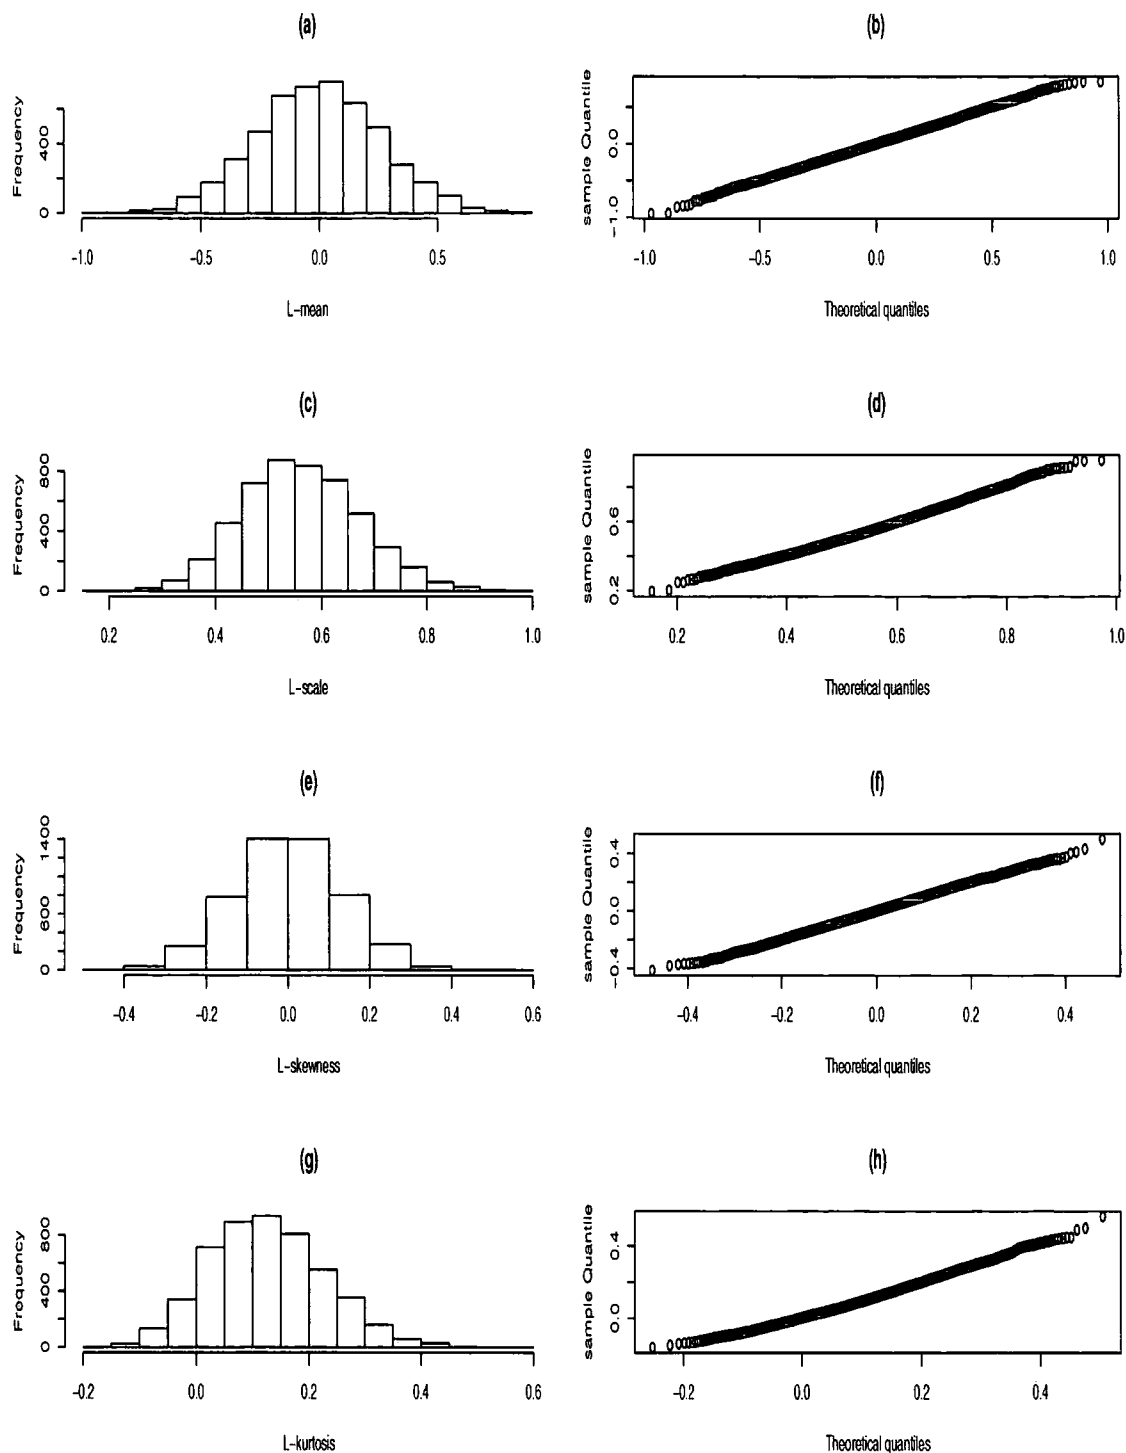 (a)
Frequency
0 400
-1.0 -0.5 0.0 0.5
L-mean
(b)
sample Quantile
-1.0 0.0
-1.0 -0.5 0.0 0.5 1.0
Theoretical quantiles
(c)
Frequency
0 400 800
0.2 0.4 0.6 0.8 1.0
L-scale
(d)
sample Quantile
0.2 0.6
0.2 0.4 0.6 0.8 1.0
Theoretical quantiles
(e)
Frequency
0 600 1400
-0.4 -0.2 0.0 0.2 0.4 0.6
L-skewness
(f)
sample Quantile
-0.4 0.0 0.4
-0.4 -0.2 0.0 0.2 0.4
Theoretical quantiles
(g)
Frequency
0 400 800
-0.2 0.0 0.2 0.4 0.6
L-kurtosis
(h)
sample Quantile
0.0 0.4
-0.2 0.0 0.2 0.4
Theoretical quantiles